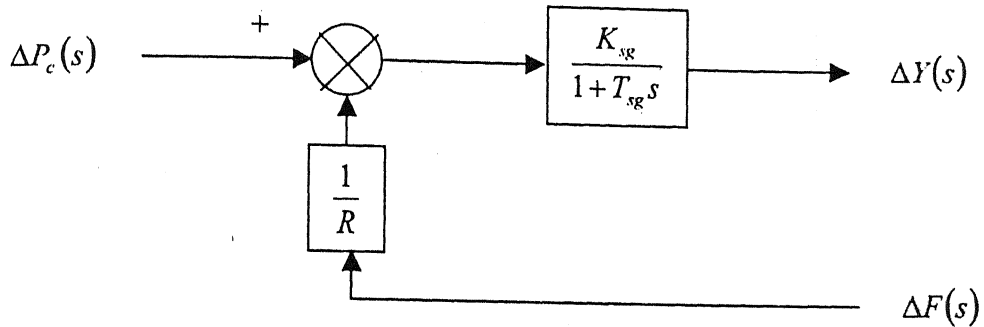 +
ΔP_c(s)
K_sg
1 + T_sg s
ΔY(s)
1
R
ΔF(s)